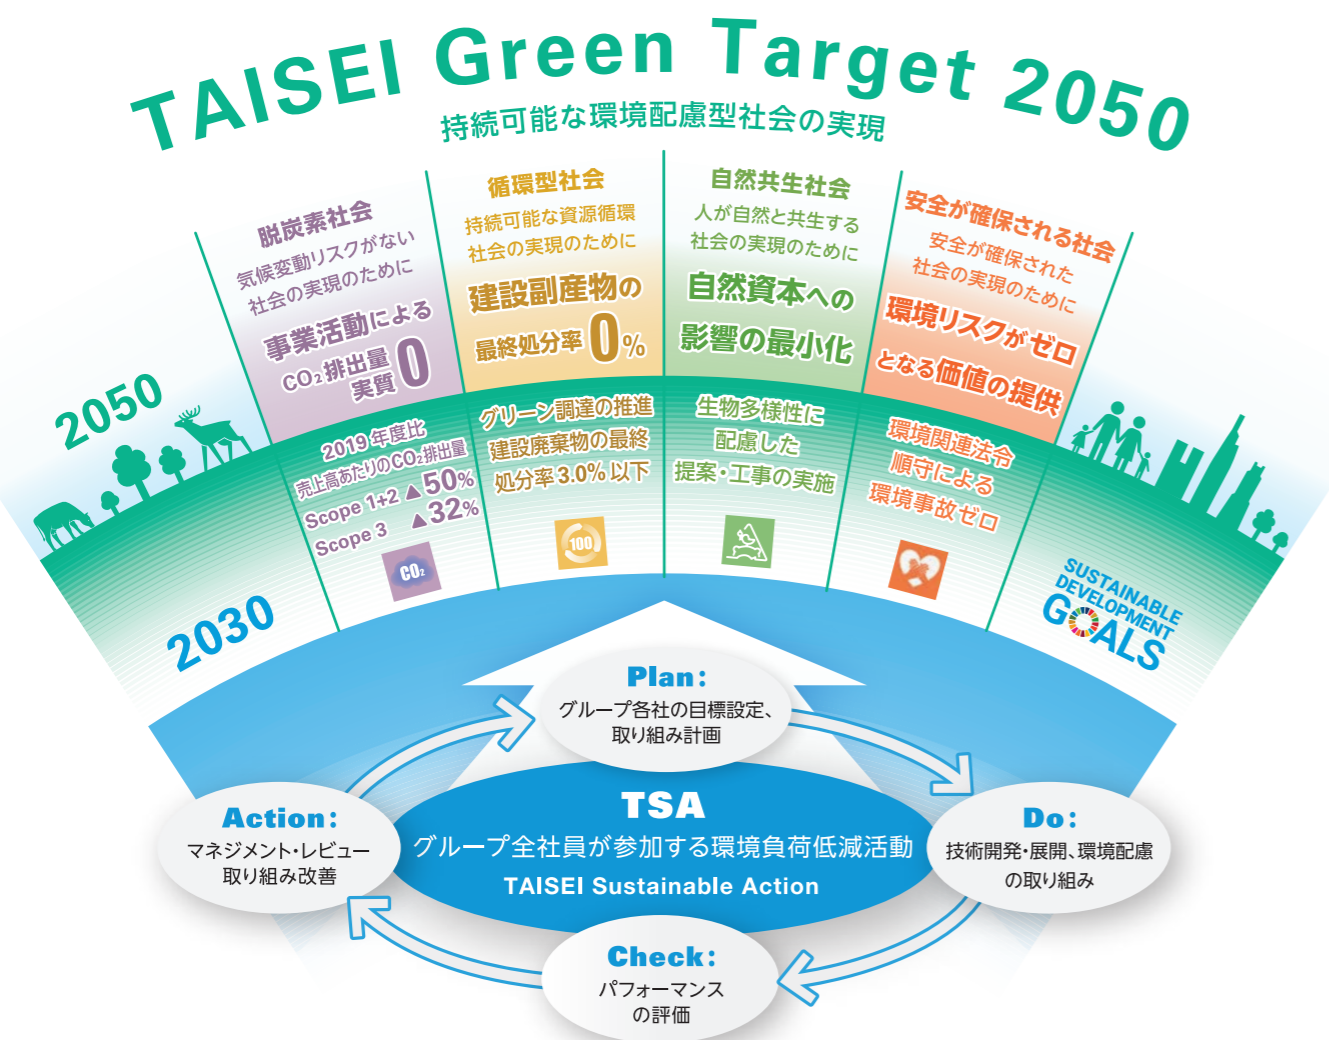 TAISEI Green Target 2050
持続可能な環境配慮型社会の実現
2050
脱炭素社会
気候変動リスクがない
社会の実現のために
事業活動による
CO₂排出量
実質0
循環型社会
持続可能な資源循環
社会の実現のために
建設副産物の
最終処分率0%
自然共生社会
人が自然と共生する
社会の実現のために
自然資本への
影響の最小化
安全が確保される社会
安全が確保された
社会の実現のために
環境リスクがゼロ
となる価値の提供
2030
2019年度比
売上高あたりのCO₂排出量
Scope 1+2 ▲50%
Scope 3 ▲32%
CO₂
グリーン調達の推進
建設廃棄物の最終
処分率3.0%以下
100
生物多様性に
配慮した
提案・工事の実施
環境関連法令
順守による
環境事故ゼロ
SUSTAINABLE
DEVELOPMENT
GOALS
Plan:
グループ各社の目標設定、
取り組み計画
Action:
マネジメント・レビュー
取り組み改善
TSA
グループ全社員が参加する環境負荷低減活動
TAISEI Sustainable Action
Do:
技術開発・展開、環境配慮
の取り組み
Check:
パフォーマンス
の評価